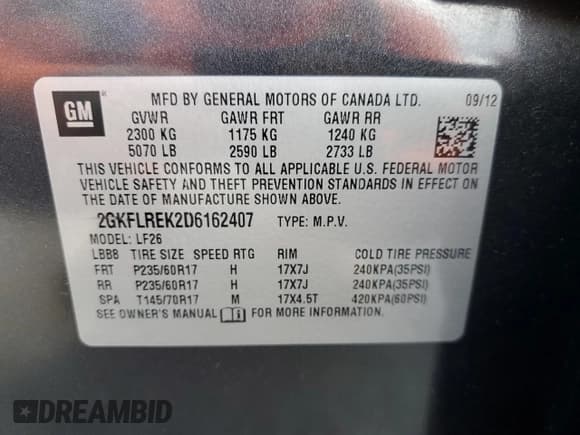 GM
MFD BY GENERAL MOTORS OF CANADA LTD. 09/12
GVWR GAWR FRT GAWR RR
2300 KG 1175 KG 1240 KG
5070 LB 2590 LB 2733 LB
THIS VEHICLE CONFORMS TO ALL APPLICABLE U.S. FEDERAL MOTOR
VEHICLE SAFETY AND THEFT PREVENTION STANDARDS IN EFFECT ON
THE DATE OF MANUFACTURE SHOWN ABOVE.
2GKFLREK2D6162407 TYPE: M.P.V.
MODEL: LF26
LBBB TIRE SIZE SPEED RTG RIM COLD TIRE PRESSURE
FRT P235/60R17 H 17X7J 240KPA(35PSI)
RR P235/60R17 H 17X7J 240KPA(35PSI)
SPA T145/70R17 M 17X4.5T 420KPA(60PSI)
SEE OWNER'S MANUAL FOR MORE INFORMATION.
DREAMBID